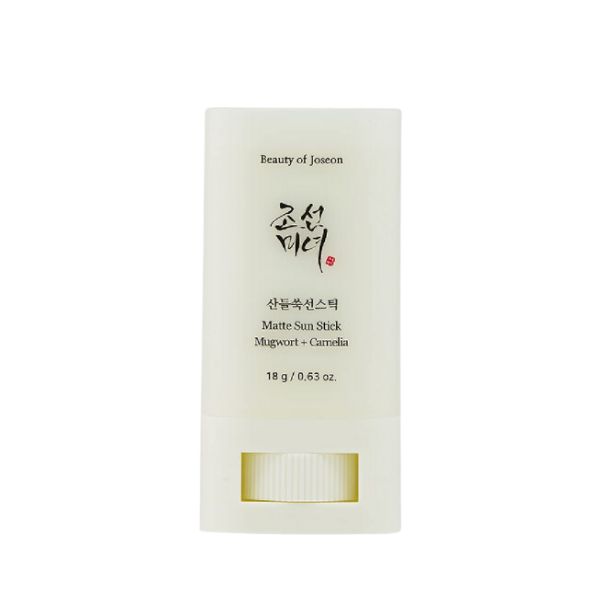 Beauty of Joseon
조선
미녀
산들쑥선스틱
Matte Sun Stick
Mugwort + Camelia
18 g / 0.63 oz.